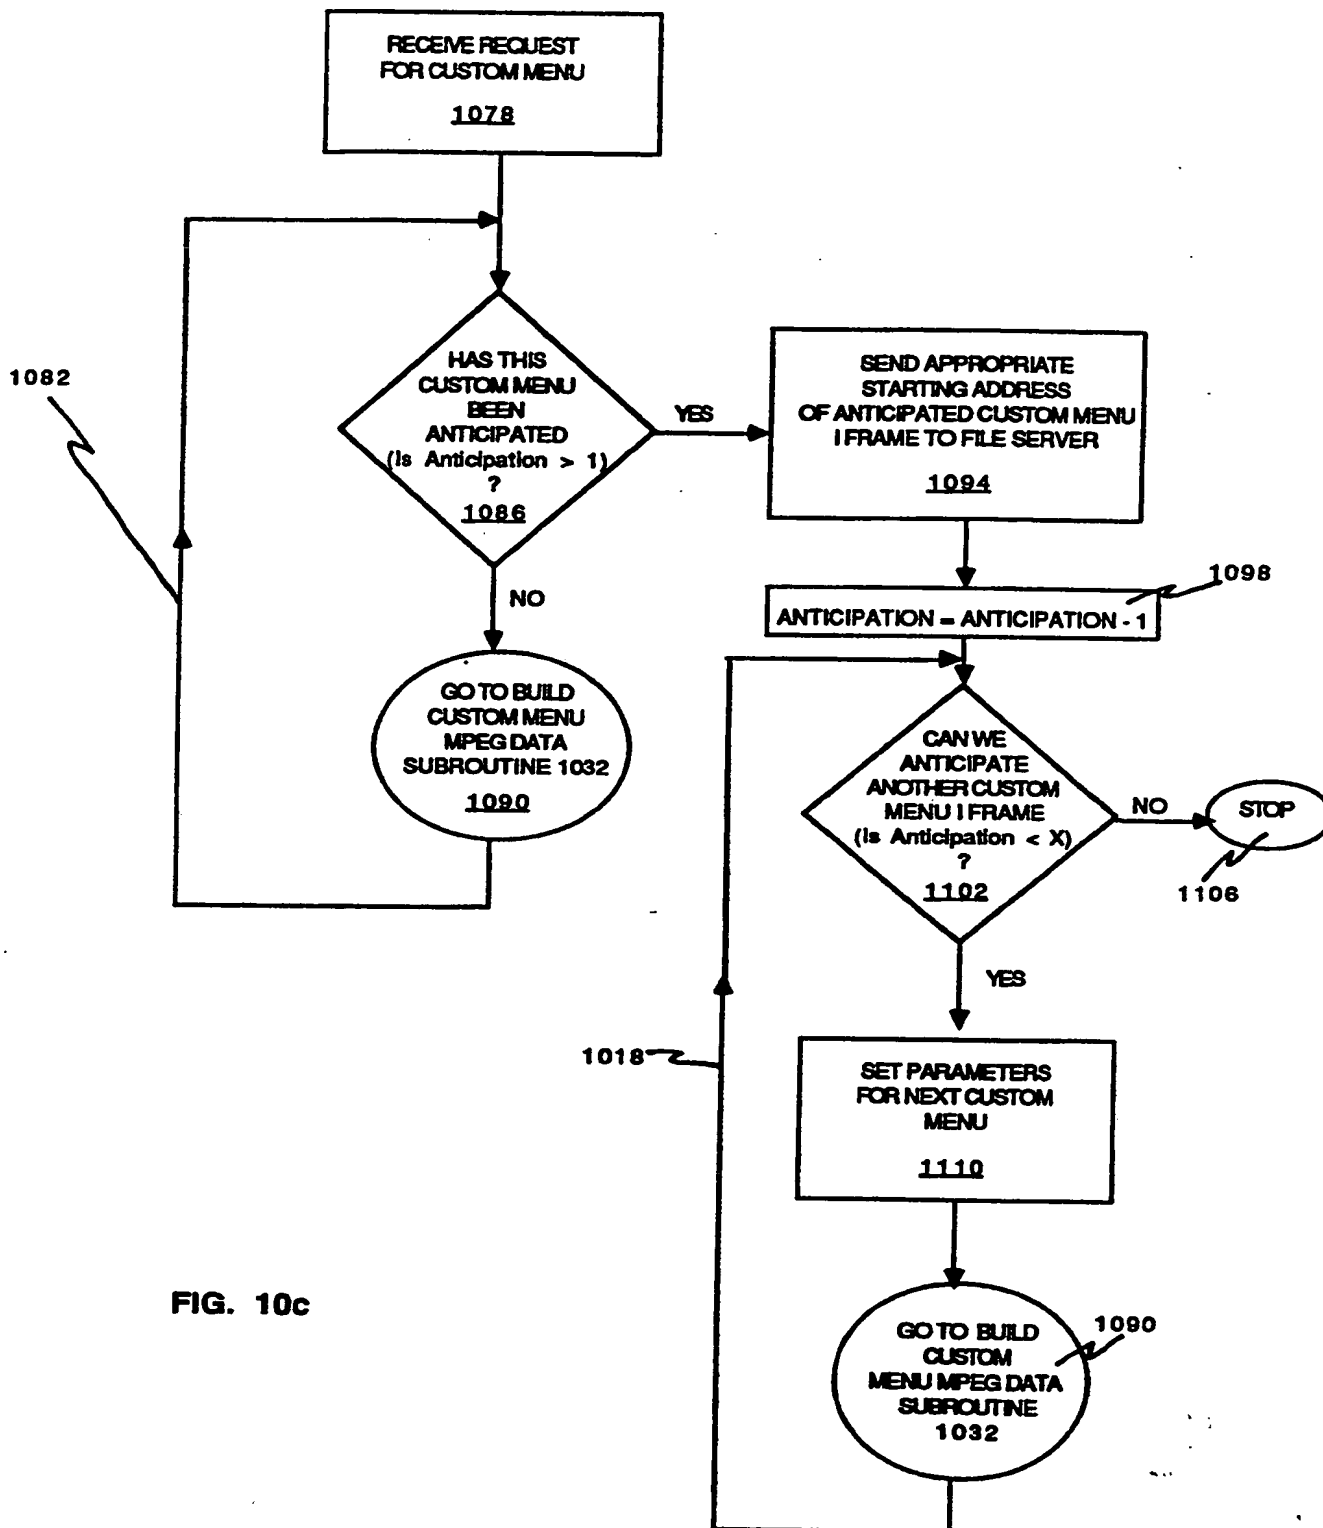 RECEIVE REQUEST
FOR CUSTOM MENU
1078
1082
HAS THIS
CUSTOM MENU
BEEN
ANTICIPATED
(Is Anticipation > 1)
?
1086
YES
SEND APPROPRIATE
STARTING ADDRESS
OF ANTICIPATED CUSTOM MENU
I FRAME TO FILE SERVER
1094
NO
1098
ANTICIPATION = ANTICIPATION - 1
GO TO BUILD
CUSTOM MENU
MPEG DATA
SUBROUTINE 1032
1090
CAN WE
ANTICIPATE
ANOTHER CUSTOM
MENU I FRAME
(Is Anticipation < X)
?
1102
NO
STOP
1106
YES
1018
SET PARAMETERS
FOR NEXT CUSTOM
MENU
1110
FIG. 10c
GO TO BUILD
CUSTOM
MENU MPEG DATA
SUBROUTINE
1032
1090